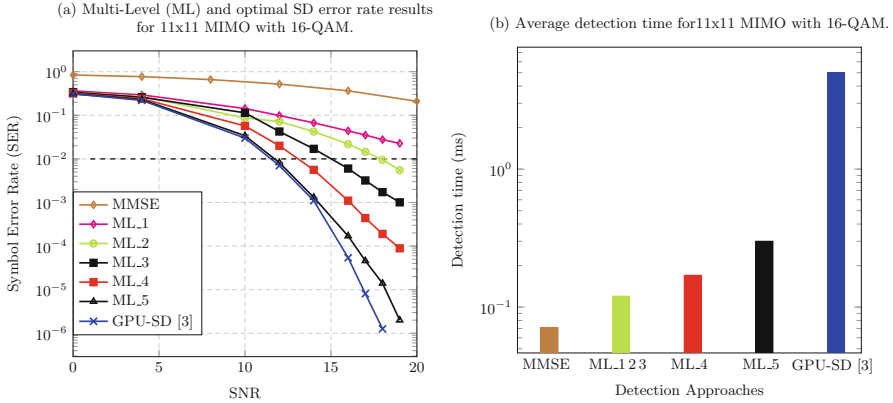 (a) Multi-Level (ML) and optimal SD error rate results
for 11x11 MIMO with 16-QAM.
10^0
10^−1
10^−2
10^−3
10^−4
10^−5
10^−6
Symbol Error Rate (SER)
MMSE
ML_1
ML_2
ML_3
ML_4
ML_5
GPU-SD [3]
0
5
10
15
20
SNR
(b) Average detection time for11x11 MIMO with 16-QAM.
10^0
10^−1
Detection time (ms)
MMSE
ML_1 2 3
ML_4
ML_5
GPU-SD [3]
Detection Approaches